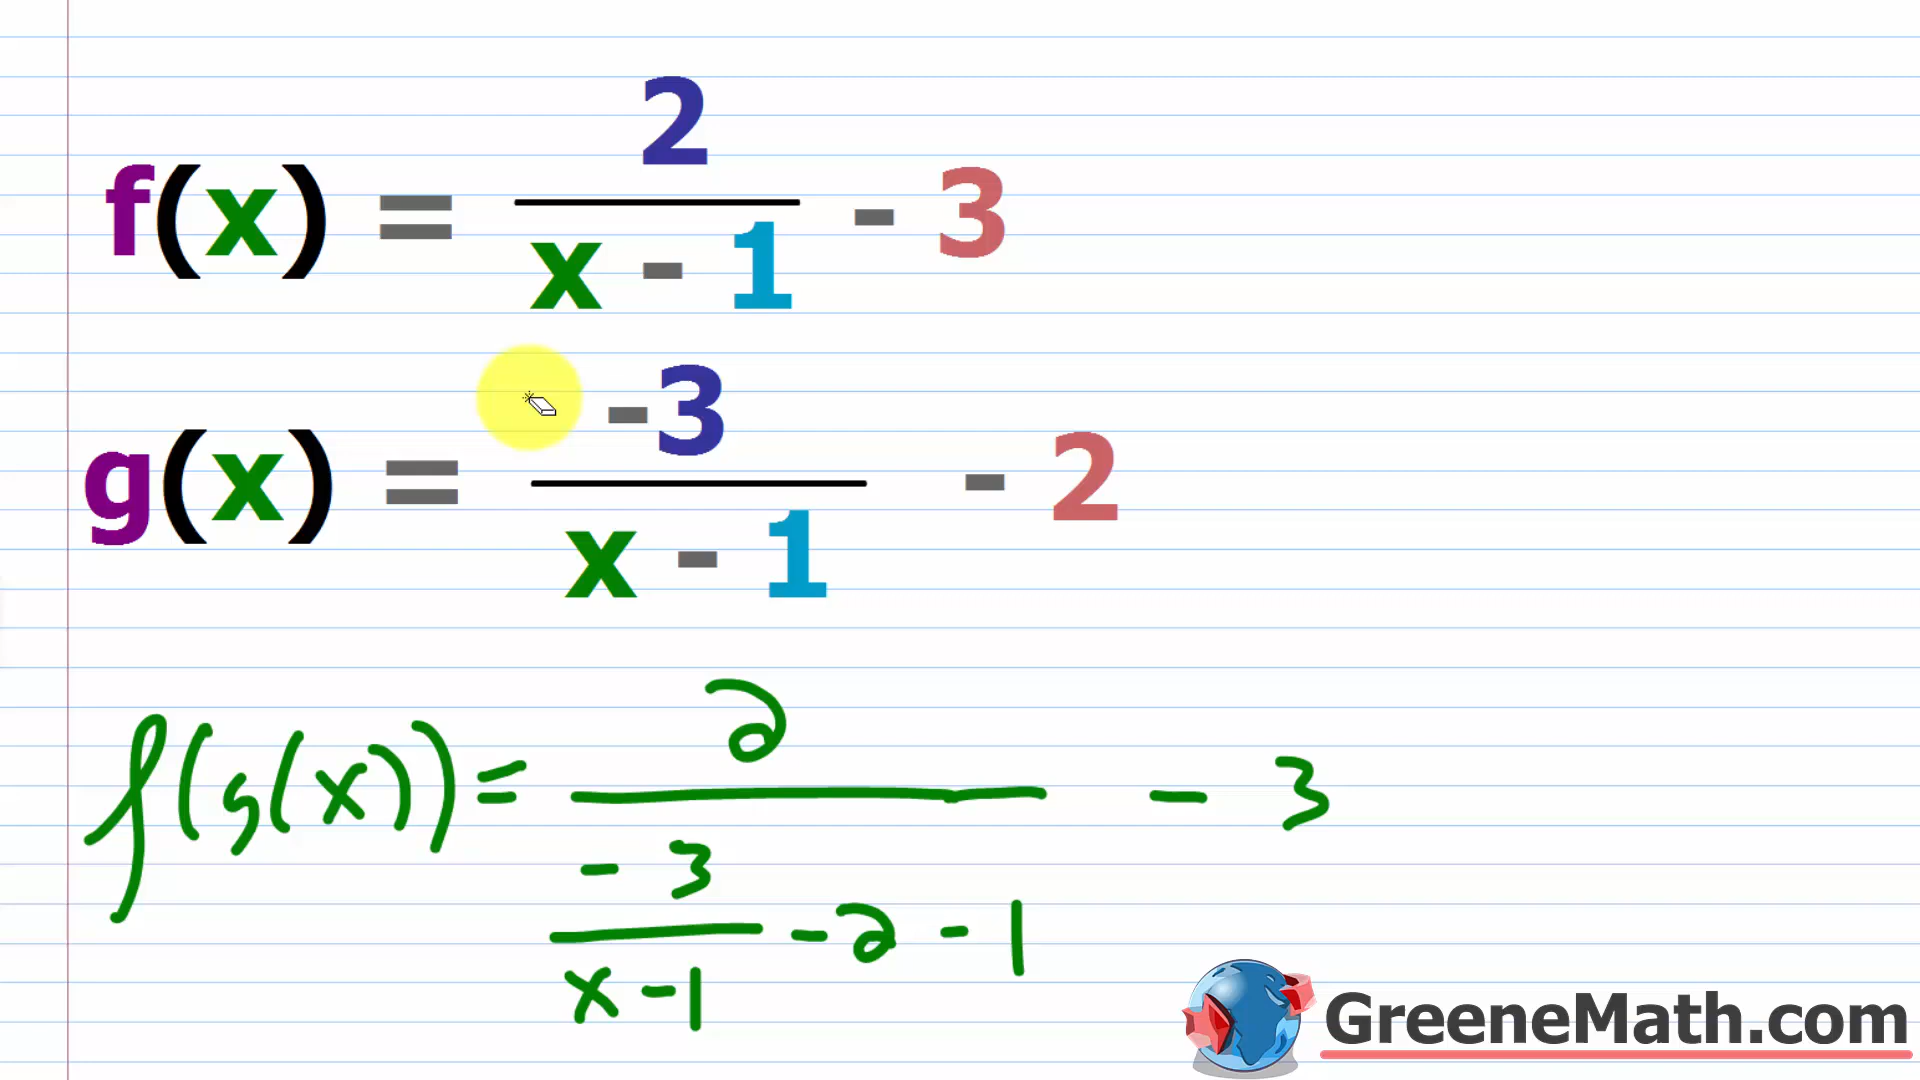 f(x) = 2/(x - 1) - 3
g(x) = -3/(x - 1) - 2
f(g(x)) = 2/(-3/(x - 1) - 2 - 1) - 3
GreeneMath.com